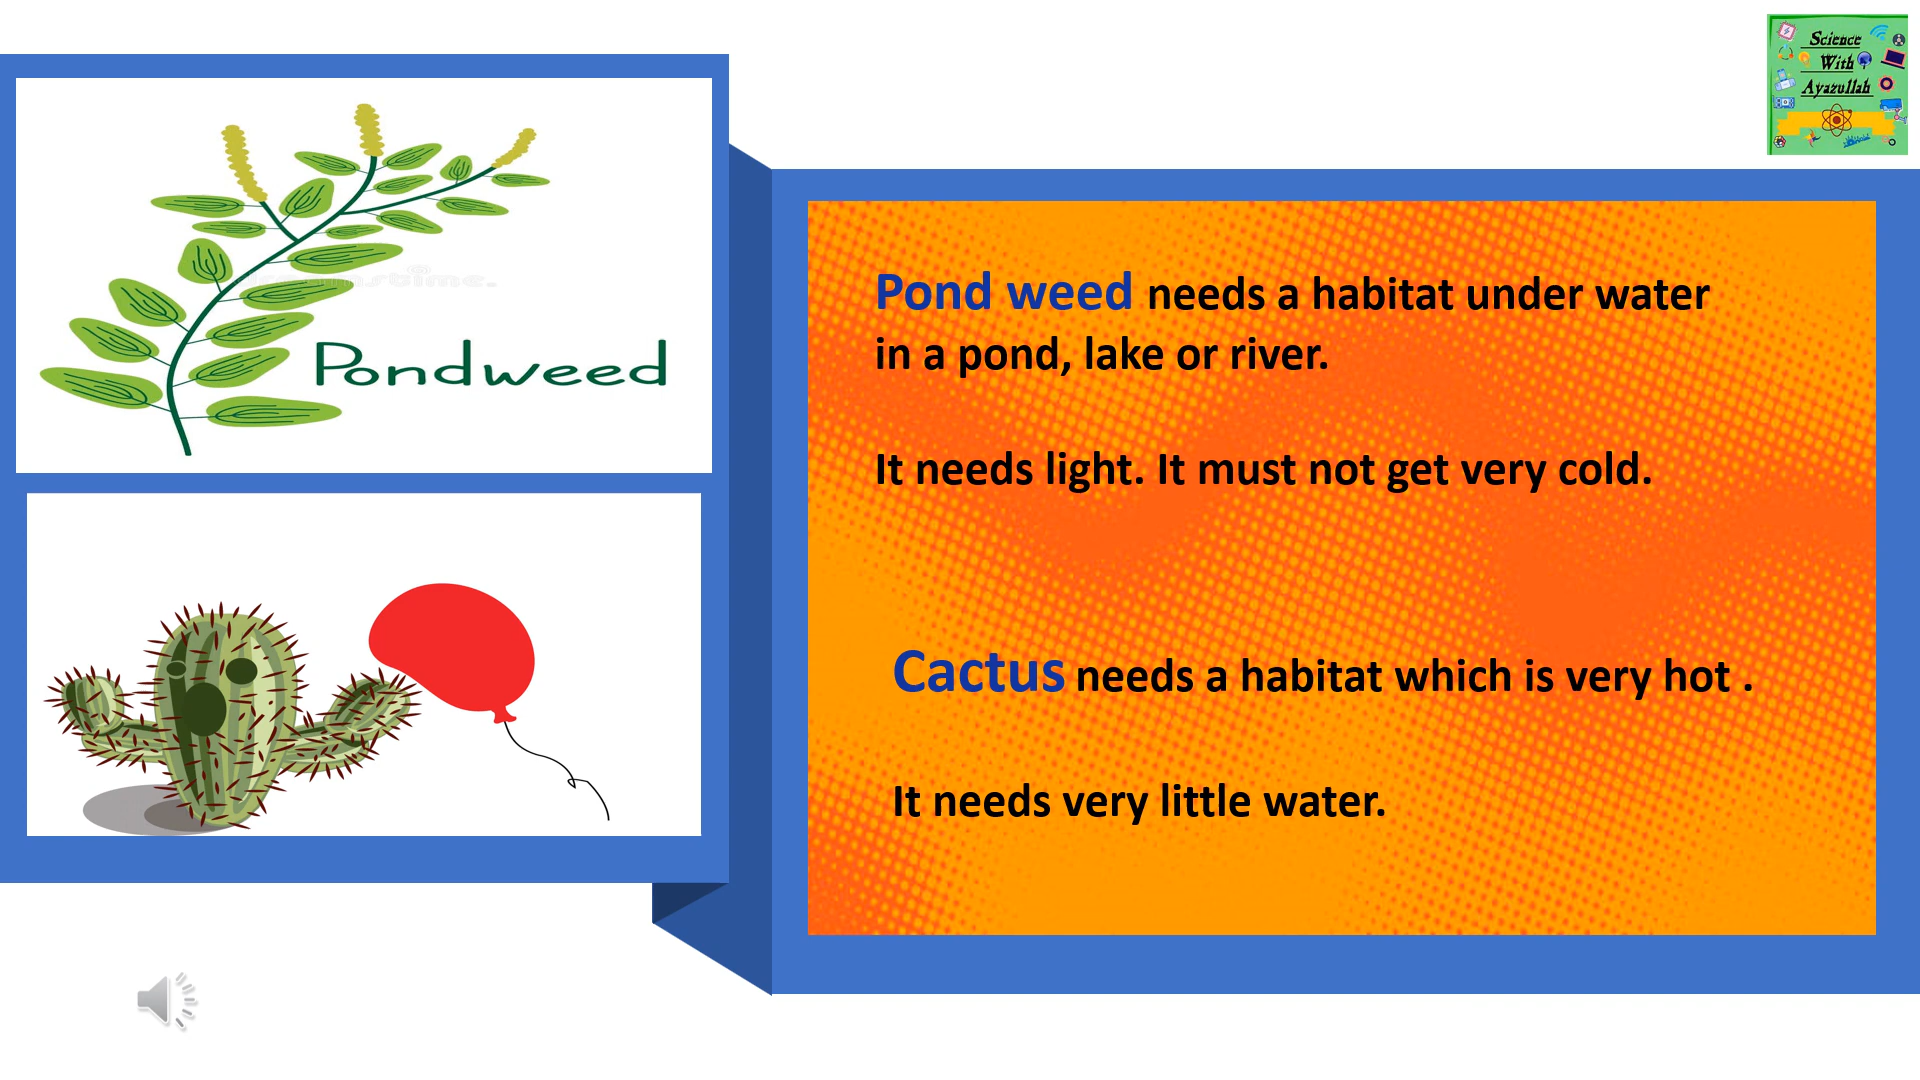 Science
With
Ayazullah
Pondweed
Pond weed needs a habitat under water
in a pond, lake or river.
It needs light. It must not get very cold.
Cactus needs a habitat which is very hot .
It needs very little water.